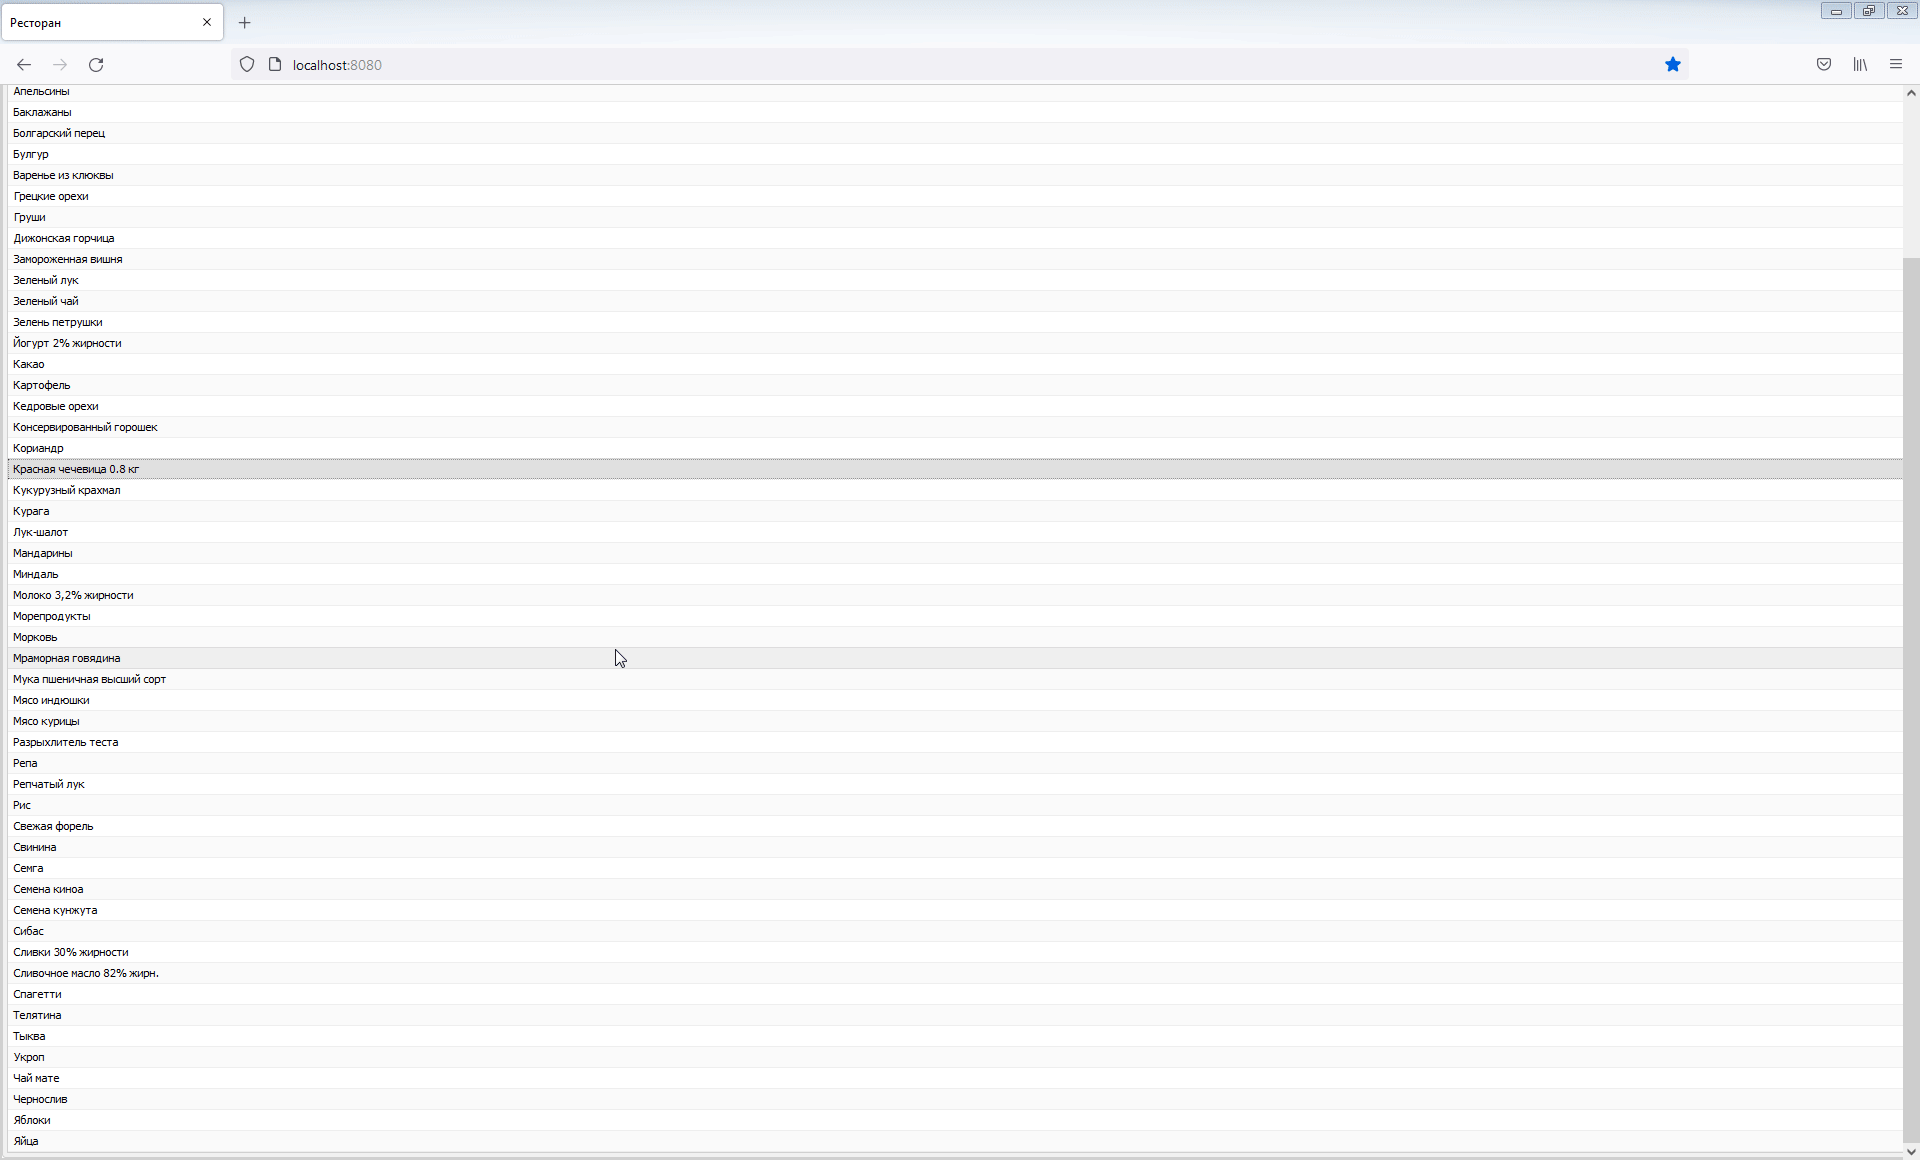 Ресторан
localhost:8080
Апельсины
Баклажаны
Болгарский перец
Булгур
Варенье из клюквы
Грецкие орехи
Груши
Дижонская горчица
Замороженная вишня
Зеленый лук
Зеленый чай
Зелень петрушки
Йогурт 2% жирности
Какао
Картофель
Кедровые орехи
Консервированный горошек
Кориандр
Красная чечевица 0.8 кг
Кукурузный крахмал
Курага
Лук-шалот
Мандарины
Миндаль
Молоко 3,2% жирности
Морепродукты
Морковь
Мраморная говядина
Мука пшеничная высший сорт
Мясо индюшки
Мясо курицы
Разрыхлитель теста
Репа
Репчатый лук
Рис
Свежая форель
Свинина
Семга
Семена киноа
Семена кунжута
Сибас
Сливки 30% жирности
Сливочное масло 82% жирн.
Спагетти
Телятина
Тыква
Укроп
Чай мате
Чернослив
Яблоки
Яйца